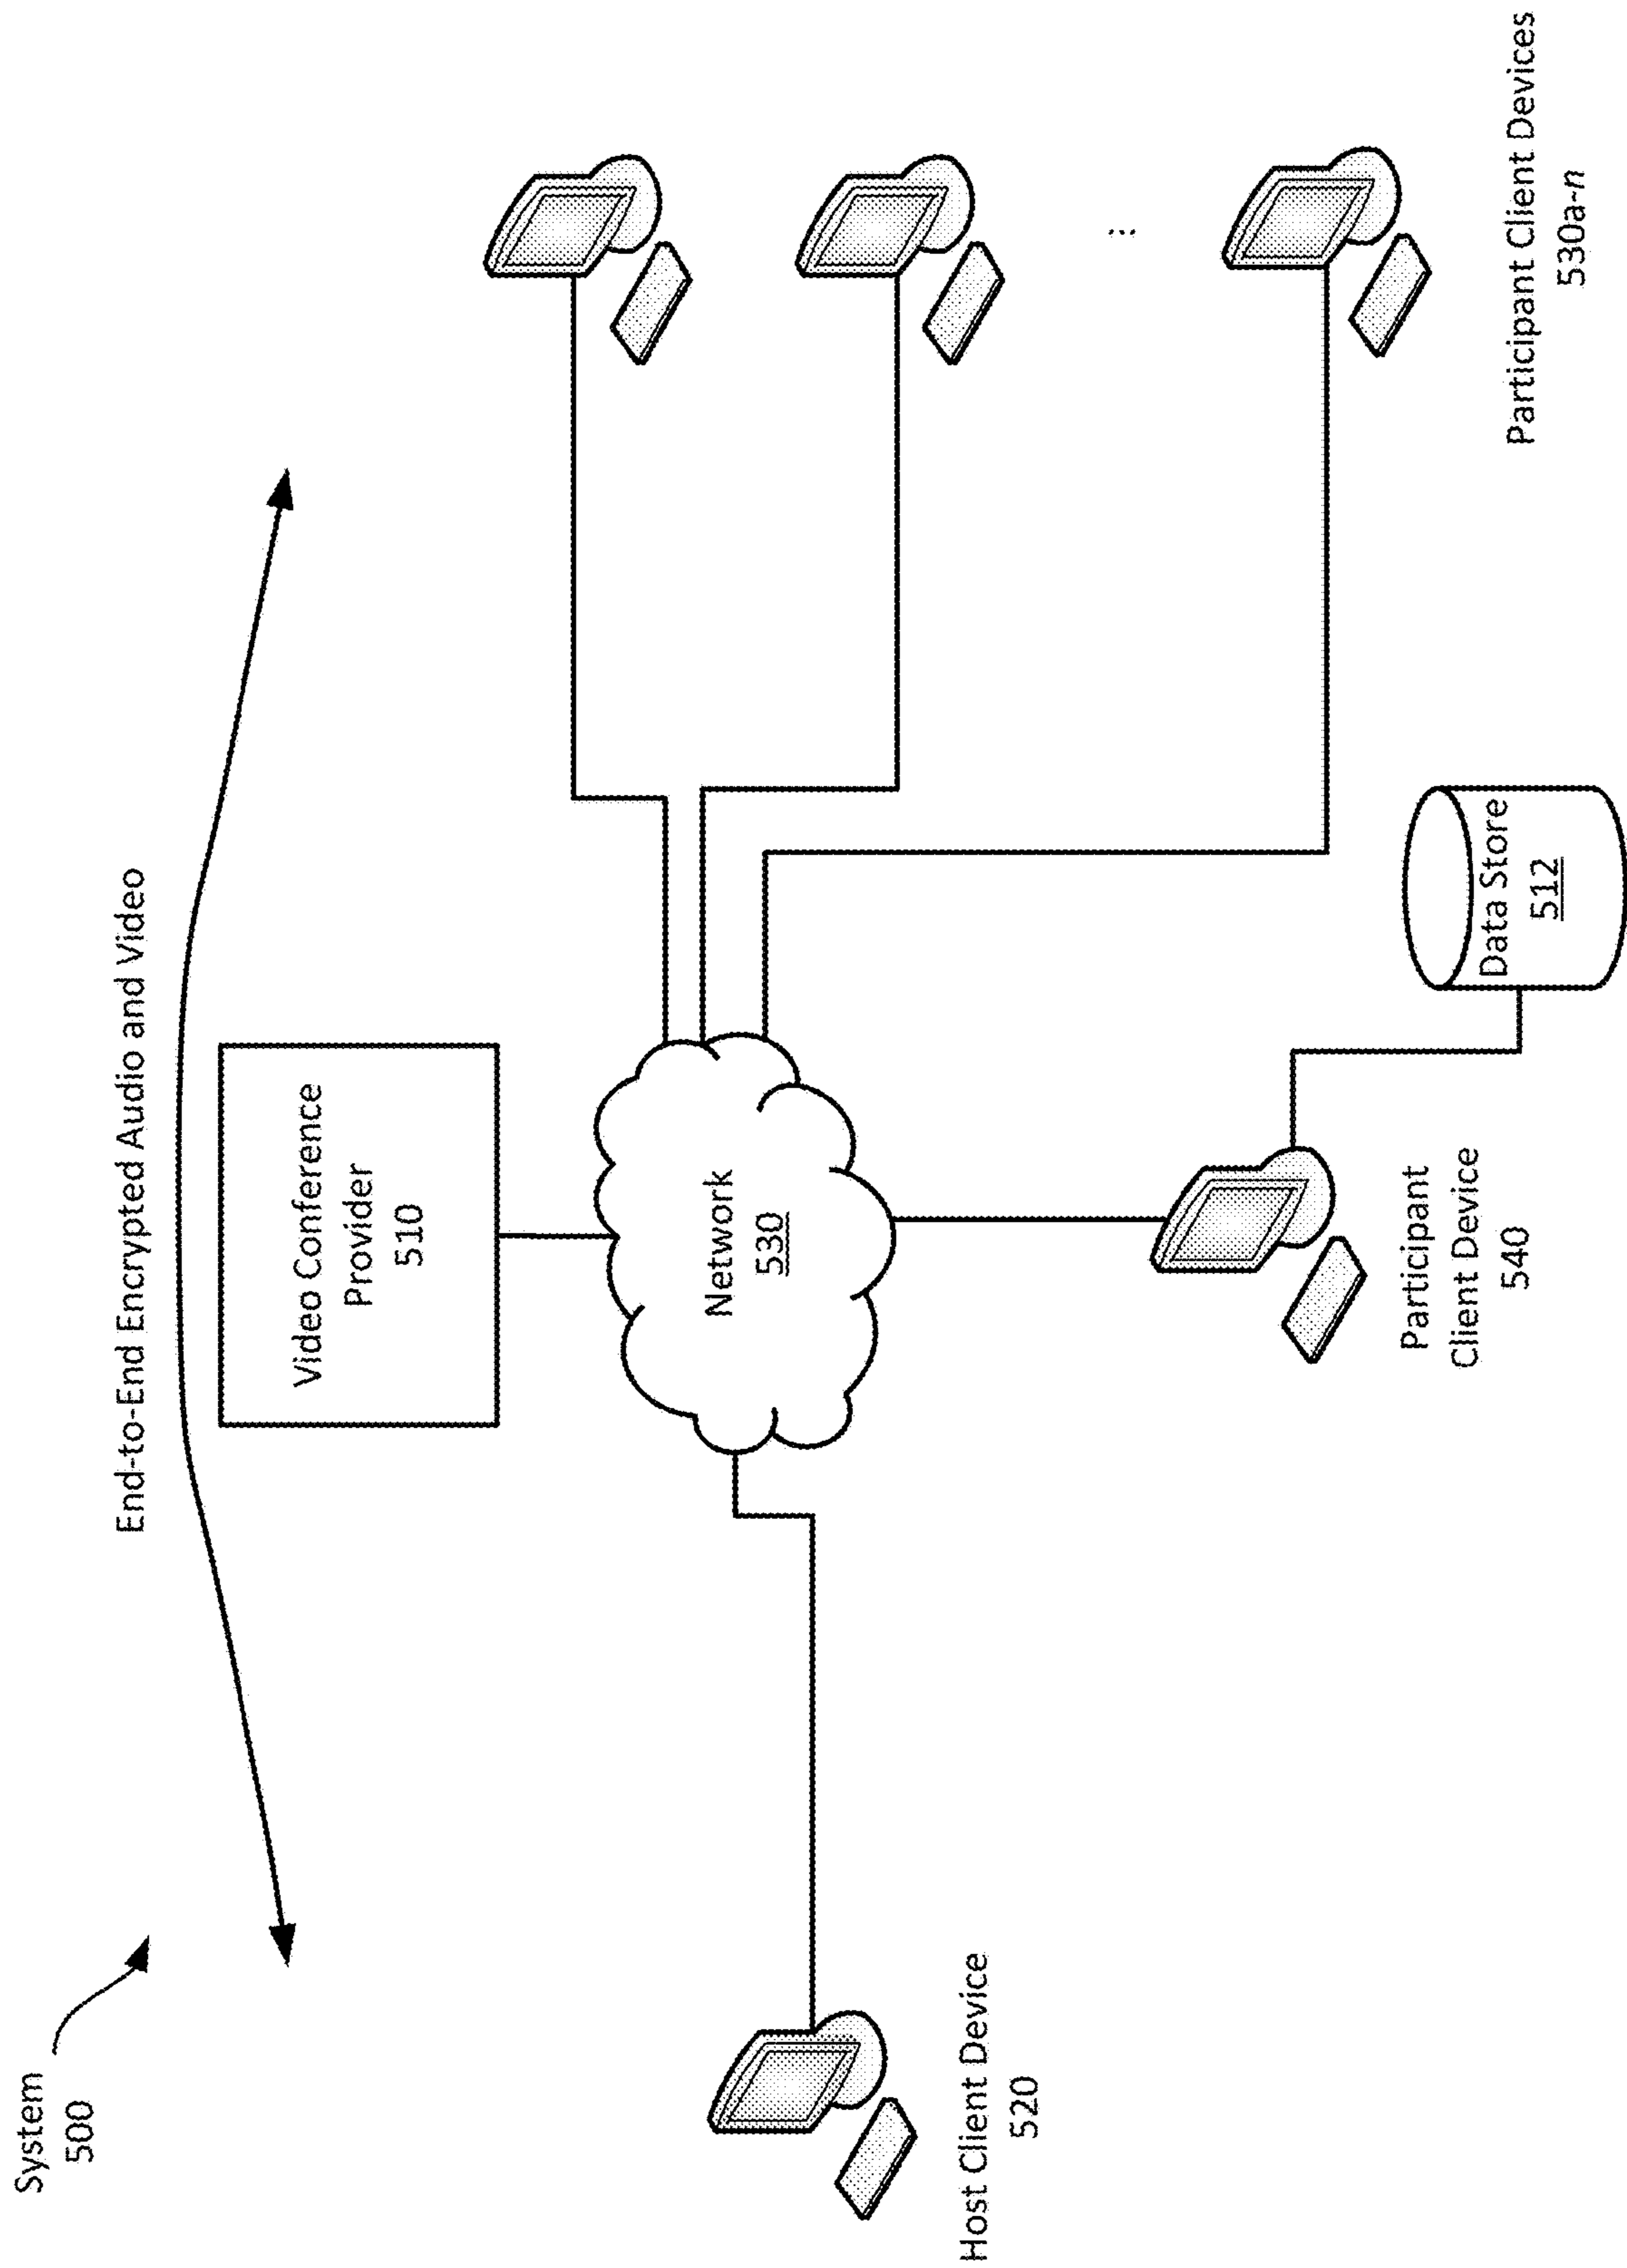 System
500
End-to-End Encrypted Audio and Video
Video Conference
Provider
510
Network
530
Host Client Device
520
Participant
Client Device
540
Data Store
512
...
Participant Client Devices
530a-n